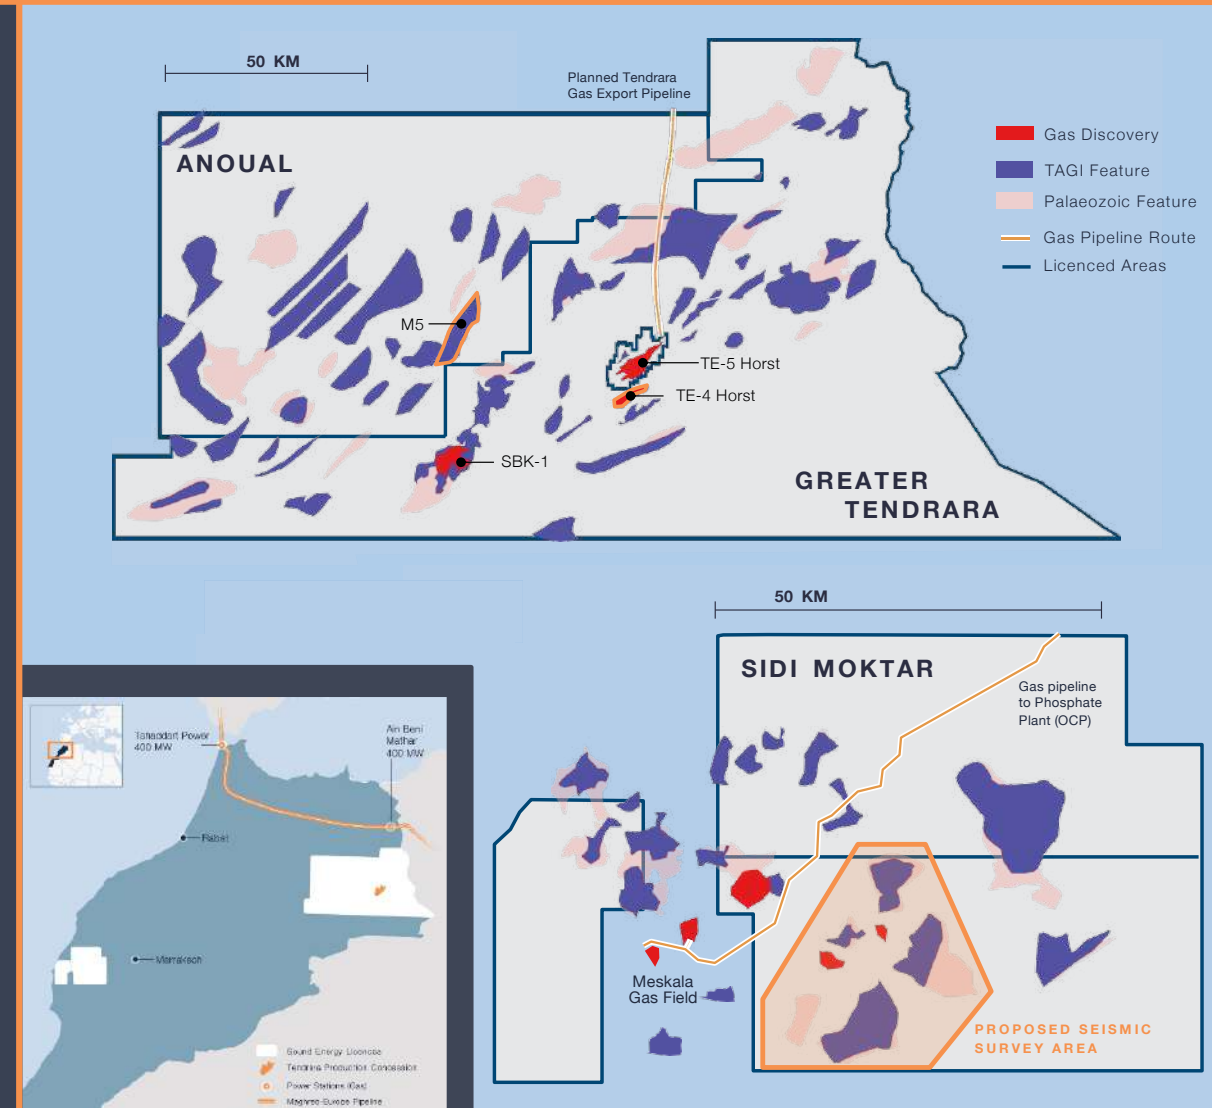 50 KM
Planned Tendrara
Gas Export Pipeline
ANOUAL
Gas Discovery
TAGI Feature
Palaeozoic Feature
Gas Pipeline Route
Licenced Areas
M5
TE-5 Horst
TE-4 Horst
SBK-1
GREATER
TENDRARA
50 KM
SIDI MOKTAR
Gas pipeline
to Phosphate
Plant (OCP)
Meskala
Gas Field
PROPOSED SEISMIC
SURVEY AREA
Tahaddart Power
400 MW
Ain Beni
Mathar
400 MW
Rabat
Marrakech
Sound Energy Licences
Tendrara Production Concession
Power Stations (Gas)
Maghreb-Europe Pipeline